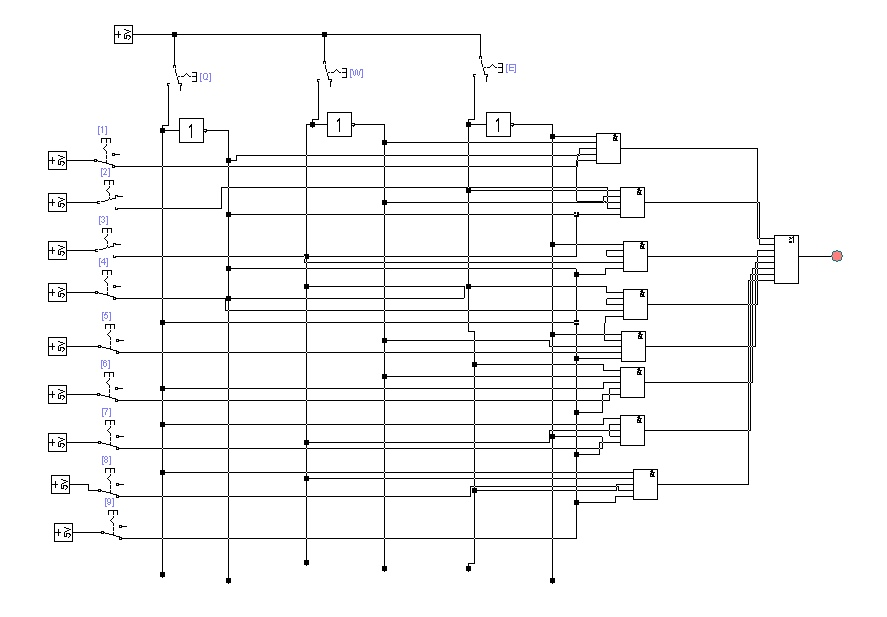 + 5V
[Q]
[W]
[E]
1
1
1
&
[1]
+ 5V
[2]
+ 5V
&
[3]
+ 5V
&
≥1
[4]
+ 5V
&
[5]
+ 5V
&
[6]
+ 5V
&
[7]
+ 5V
&
[8]
+ 5V
&
[9]
+ 5V